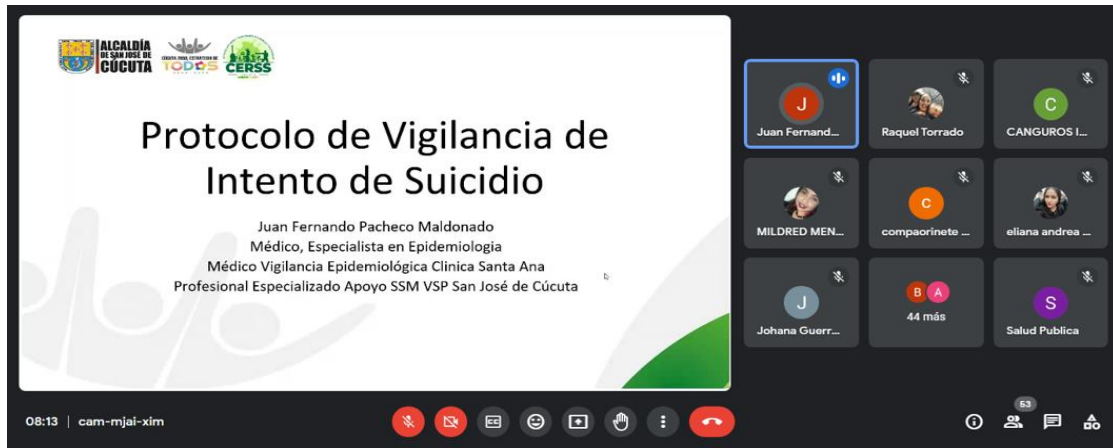 ALCALDÍA
DE SAN JOSÉ DE
CÚCUTA
TODOS
CERSS
Protocolo de Vigilancia de
Intento de Suicidio
Juan Fernando Pacheco Maldonado
Médico, Especialista en Epidemiologia
Médico Vigilancia Epidemiológica Clinica Santa Ana
Profesional Especializado Apoyo SSM VSP San José de Cúcuta
J
Juan Fernand...
Raquel Torrado
C
CANGUROS I...
MILDRED MEN...
C
compaorinete ...
eliana andrea ...
J
Johana Guerr...
B A
44 más
S
Salud Publica
08:13 | cam-mjai-xim
CC
53